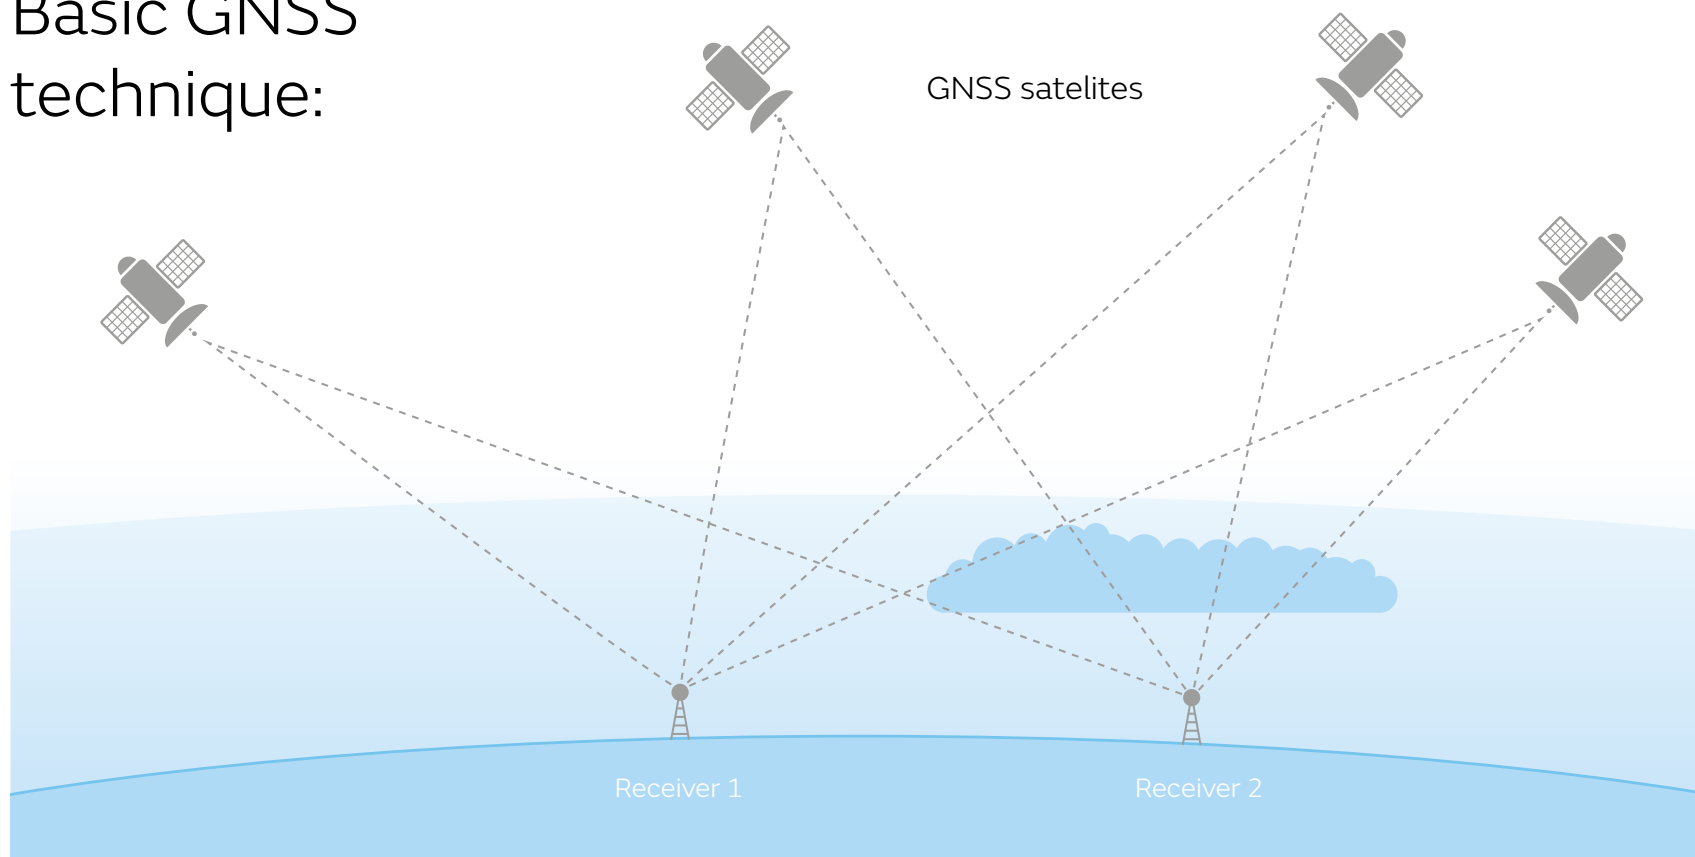 Basic GNSS
technique:
GNSS satelites
Receiver 1
Receiver 2